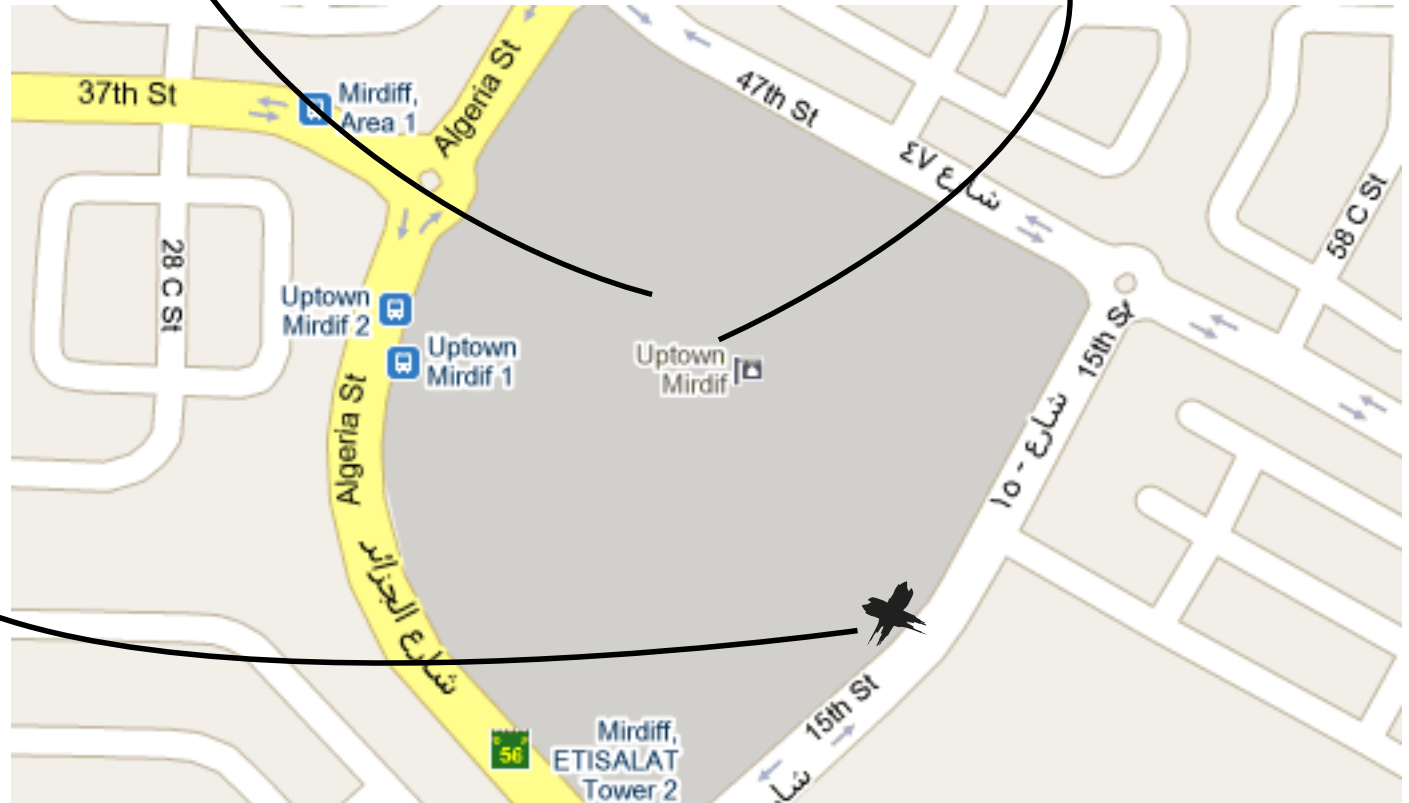 37th St
Mirdiff,
Area 1
Algeria St
47th St
شارع ٤٧
58 C St
28 C St
Uptown
Mirdif 2
Uptown
Mirdif 1
Uptown
Mirdif
15th St
شارع - ١٥
Algeria St
شارع الجزائر
56
Mirdiff,
ETISALAT
Tower 2
15th St